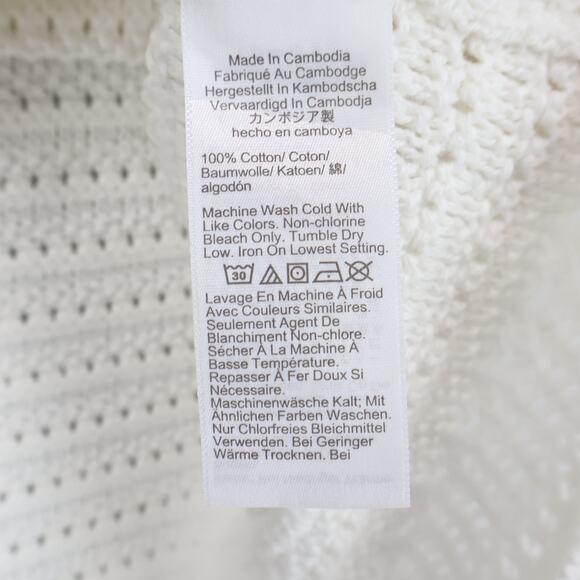 Made In Cambodia
Fabriqué Au Cambodge
Hergestellt In Kambodscha
Vervaardigd In Cambodja
カンボジア製
hecho en camboya
100% Cotton/ Coton/
Baumwolle/ Katoen/ 綿/
algodón
Machine Wash Cold With
Like Colors. Non-chlorine
Bleach Only. Tumble Dry
Low. Iron On Lowest Setting.
30
Lavage En Machine À Froid
Avec Couleurs Similaires.
Seulement Agent De
Blanchiment Non-chlore.
Sécher À La Machine À
Basse Température.
Repasser À Fer Doux Si
Nécessaire.
Maschinenwäsche Kalt; Mit
Ähnlichen Farben Waschen.
Nur Chlorfreies Bleichmittel
Verwenden. Bei Geringer
Wärme Trocknen. Bei